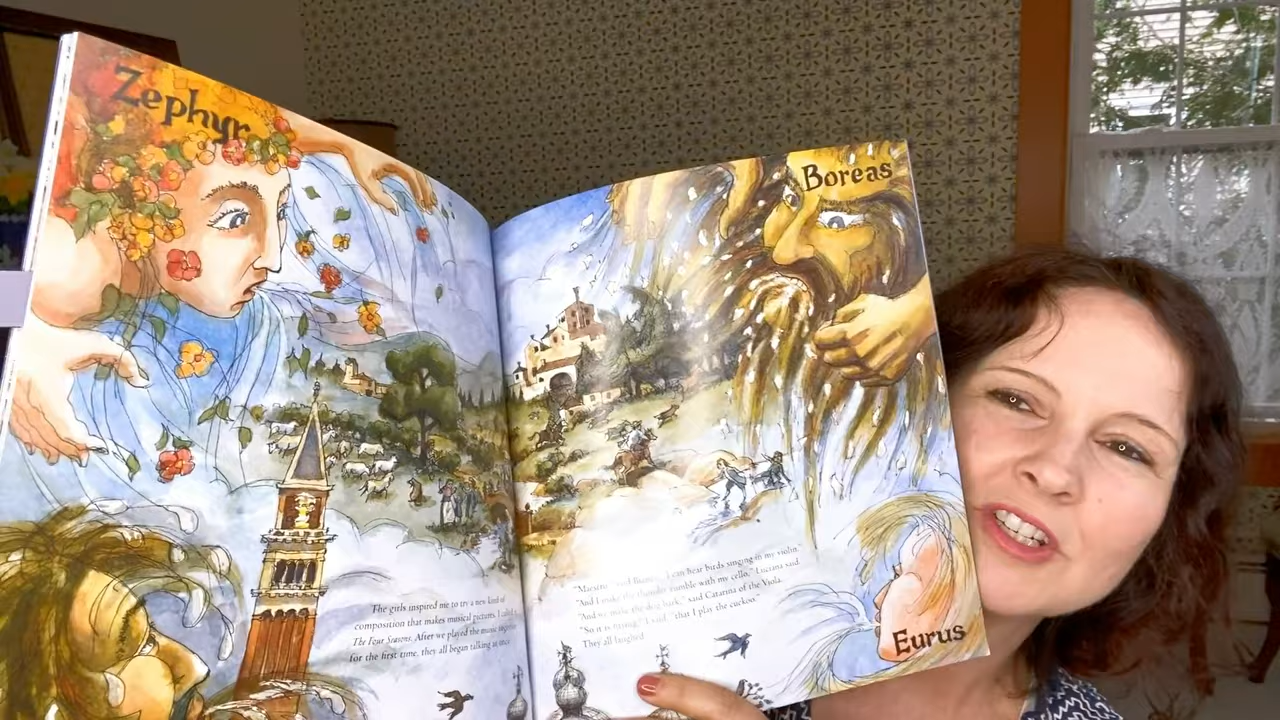 Zephyr
The girls inspired me to try a new kind of
composition that makes musical pictures. I called it
The Four Seasons. After we played the music together
for the first time, they all began talking at once.
Boreas
"Maestro," said I can hear birds singing in my violin."
"And I make the thunder rumble with my cello," Luciana said.
"And we make the dog bark," said Catarina of the Viola.
"So it is fitting," I said, "that I play the cuckoo."
They all laughed.
Eurus